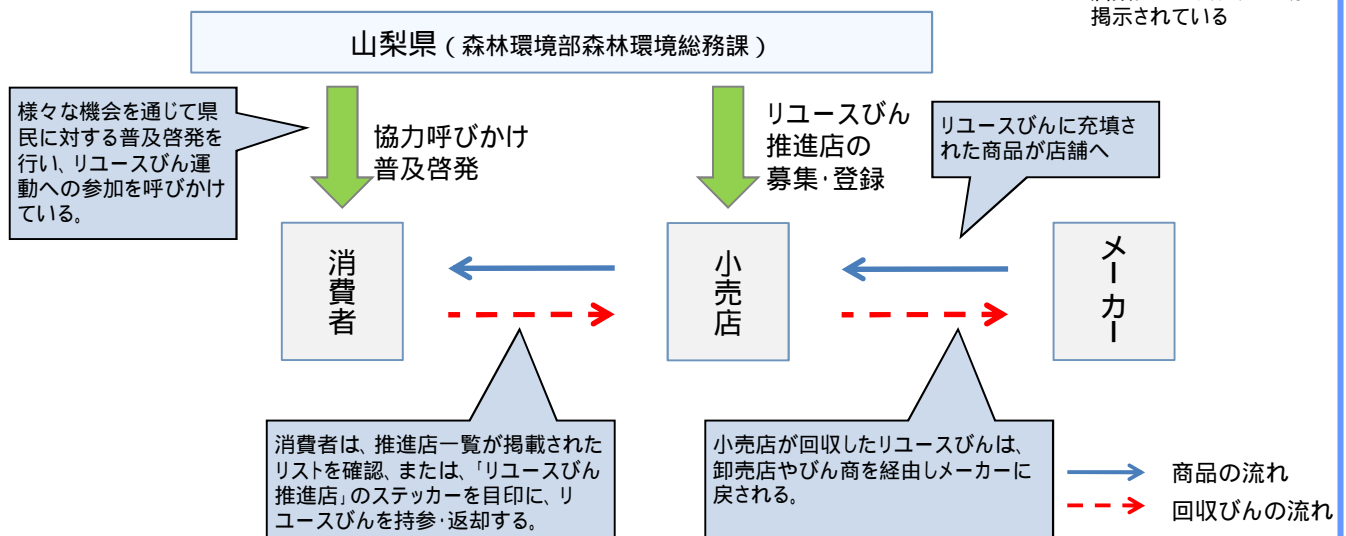 掲示されている
山梨県（森林環境部森林環境総務課）
様々な機会を通じて県
民に対する普及啓発を
行い、リユースびん運
動への参加を呼びかけ
ている。
協力呼びかけ
普及啓発
リユースびん
推進店の
募集・登録
リユースびんに充填さ
れた商品が店舗へ
消費者
小売店
メーカー
消費者は、推進店一覧が掲載された
リストを確認、または、「リユースびん
推進店」のステッカーを目印に、リ
ユースびんを持参・返却する。
小売店が回収したリユースびんは、
卸売店やびん商を経由しメーカーに
戻される。
商品の流れ
回収びんの流れ